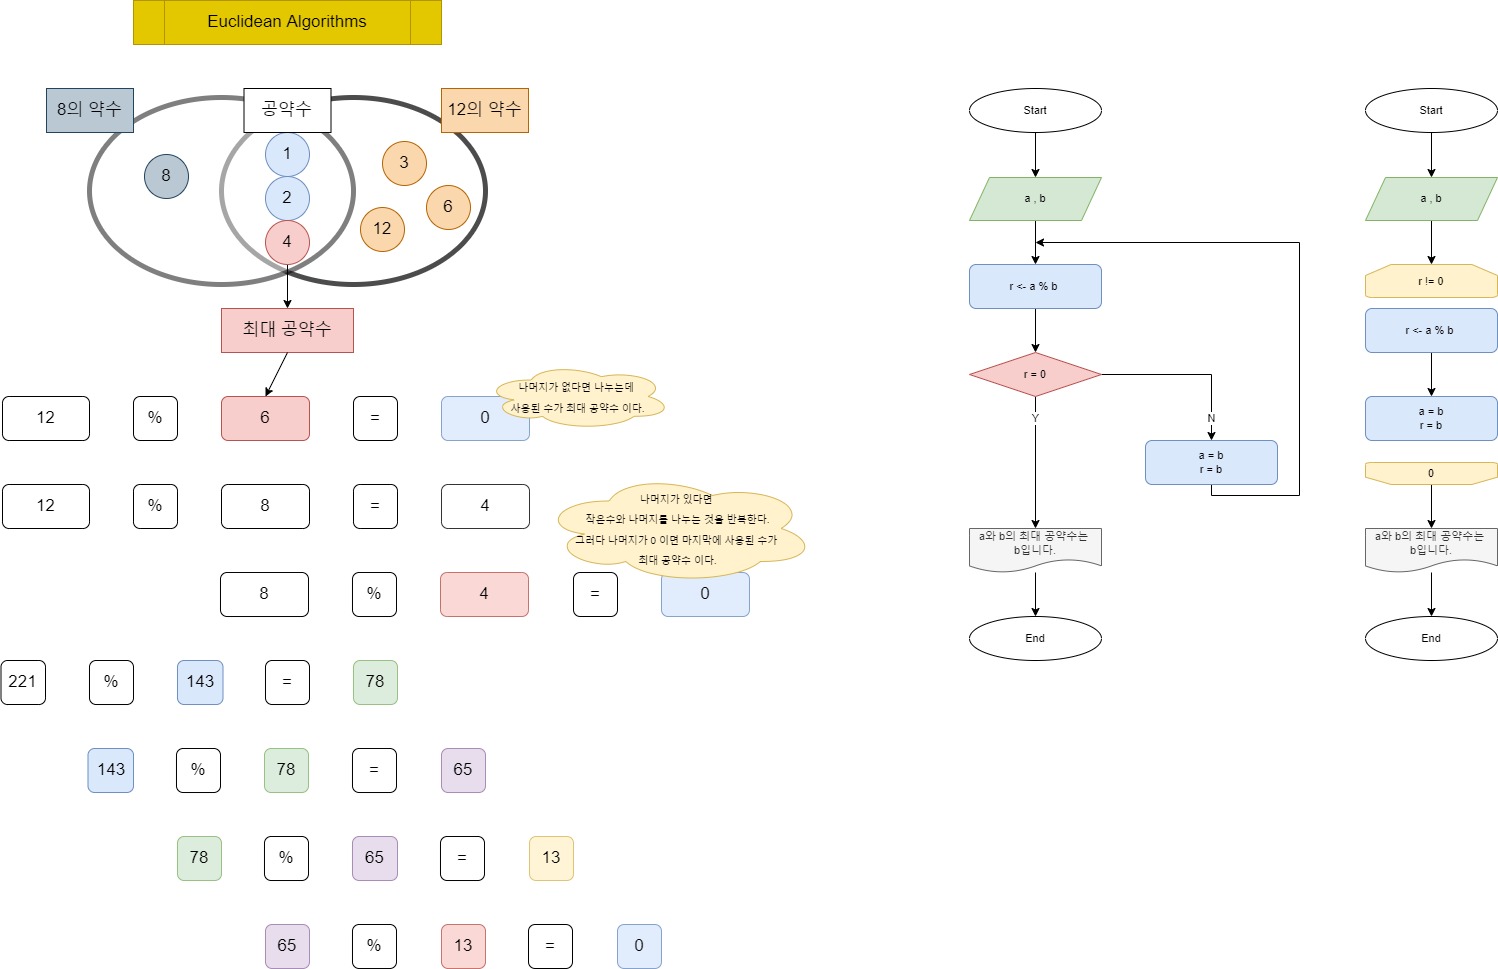 Euclidean Algorithms
8의 약수
공약수
12의 약수
8
1
2
4
3
6
12
최대 공약수
12 % 6 = 0
나머지가 없다면 나누는데
사용된 수가 최대 공약수 이다.
12 % 8 = 4
나머지가 있다면
작은수와 나머지를 나누는 것을 반복한다.
그러다 나머지가 0 이면 마지막에 사용된 수가
최대 공약수 이다.
8 % 4 = 0
221 % 143 = 78
143 % 78 = 65
78 % 65 = 13
65 % 13 = 0
Start
a , b
r <- a % b
r = 0
Y
N
a = b
r = b
a와 b의 최대 공약수는
b입니다.
End
Start
a , b
r != 0
r <- a % b
a = b
r = b
0
a와 b의 최대 공약수는
b입니다.
End